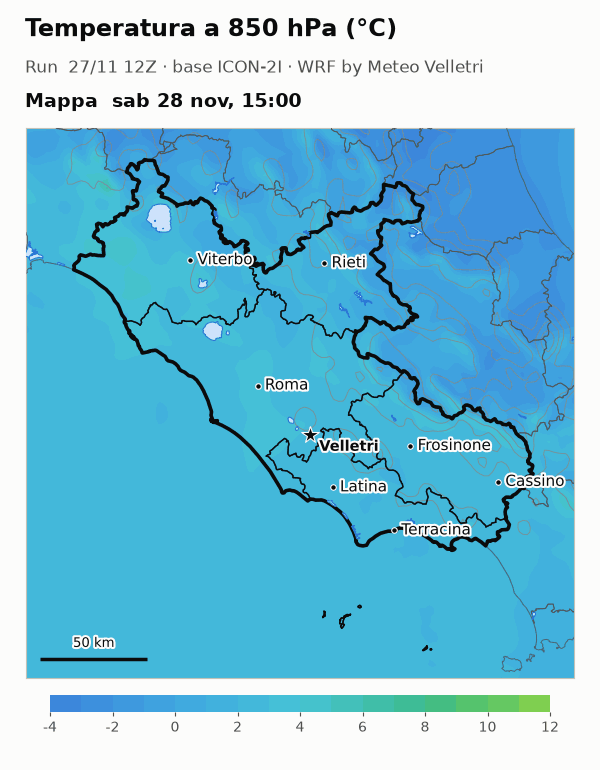 Temperatura a 850 hPa (°C)
Run  27/11 12Z · base ICON-2I · WRF by Meteo Velletri
Mappa  sab 28 nov, 15:00
Viterbo
Rieti
Roma
Velletri
Frosinone
Cassino
Latina
Terracina
50 km
-4 -2 0 2 4 6 8 10 12